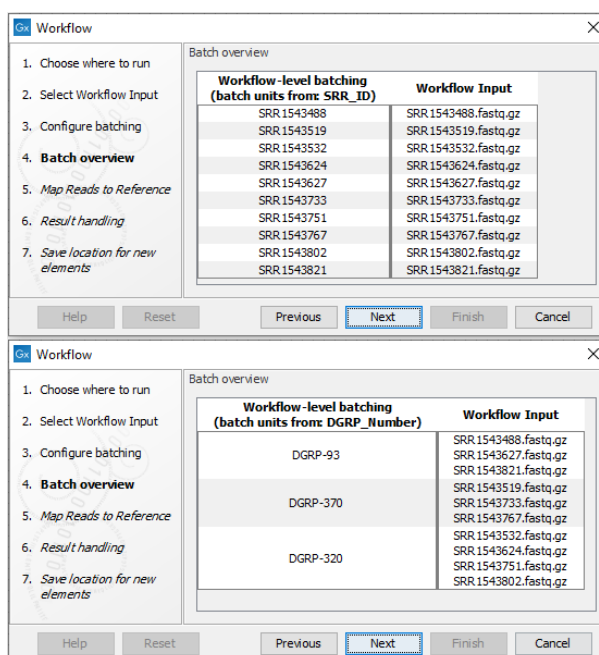 Gx Workflow
1. Choose where to run
2. Select Workflow Input
3. Configure batching
4. Batch overview
5. Map Reads to Reference
6. Result handling
7. Save location for new
elements
Batch overview
Workflow-level batching
(batch units from: SRR_ID)
Workflow Input
SRR1543488 SRR1543488.fastq.gz
SRR1543519 SRR1543519.fastq.gz
SRR1543532 SRR1543532.fastq.gz
SRR1543624 SRR1543624.fastq.gz
SRR1543627 SRR1543627.fastq.gz
SRR1543733 SRR1543733.fastq.gz
SRR1543751 SRR1543751.fastq.gz
SRR1543767 SRR1543767.fastq.gz
SRR1543802 SRR1543802.fastq.gz
SRR1543821 SRR1543821.fastq.gz
Help Reset Previous Next Finish Cancel
Gx Workflow
1. Choose where to run
2. Select Workflow Input
3. Configure batching
4. Batch overview
5. Map Reads to Reference
6. Result handling
7. Save location for new
elements
Batch overview
Workflow-level batching
(batch units from: DGRP_Number)
Workflow Input
DGRP-93
SRR1543488.fastq.gz
SRR1543627.fastq.gz
SRR1543821.fastq.gz
DGRP-370
SRR1543519.fastq.gz
SRR1543733.fastq.gz
SRR1543767.fastq.gz
DGRP-320
SRR1543532.fastq.gz
SRR1543624.fastq.gz
SRR1543751.fastq.gz
SRR1543802.fastq.gz
Help Reset Previous Next Finish Cancel